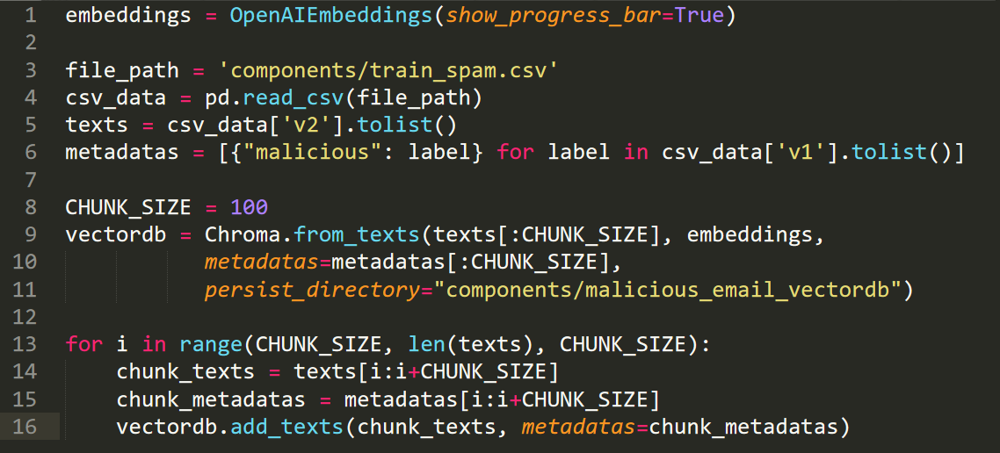 1 embeddings = OpenAIEmbeddings(show_progress_bar=True)
2
3 file_path = 'components/train_spam.csv'
4 csv_data = pd.read_csv(file_path)
5 texts = csv_data['v2'].tolist()
6 metadatas = [{"malicious": label} for label in csv_data['v1'].tolist()]
7
8 CHUNK_SIZE = 100
9 vectordb = Chroma.from_texts(texts[:CHUNK_SIZE], embeddings,
10            metadatas=metadatas[:CHUNK_SIZE],
11            persist_directory="components/malicious_email_vectordb")
12
13 for i in range(CHUNK_SIZE, len(texts), CHUNK_SIZE):
14     chunk_texts = texts[i:i+CHUNK_SIZE]
15     chunk_metadatas = metadatas[i:i+CHUNK_SIZE]
16     vectordb.add_texts(chunk_texts, metadatas=chunk_metadatas)